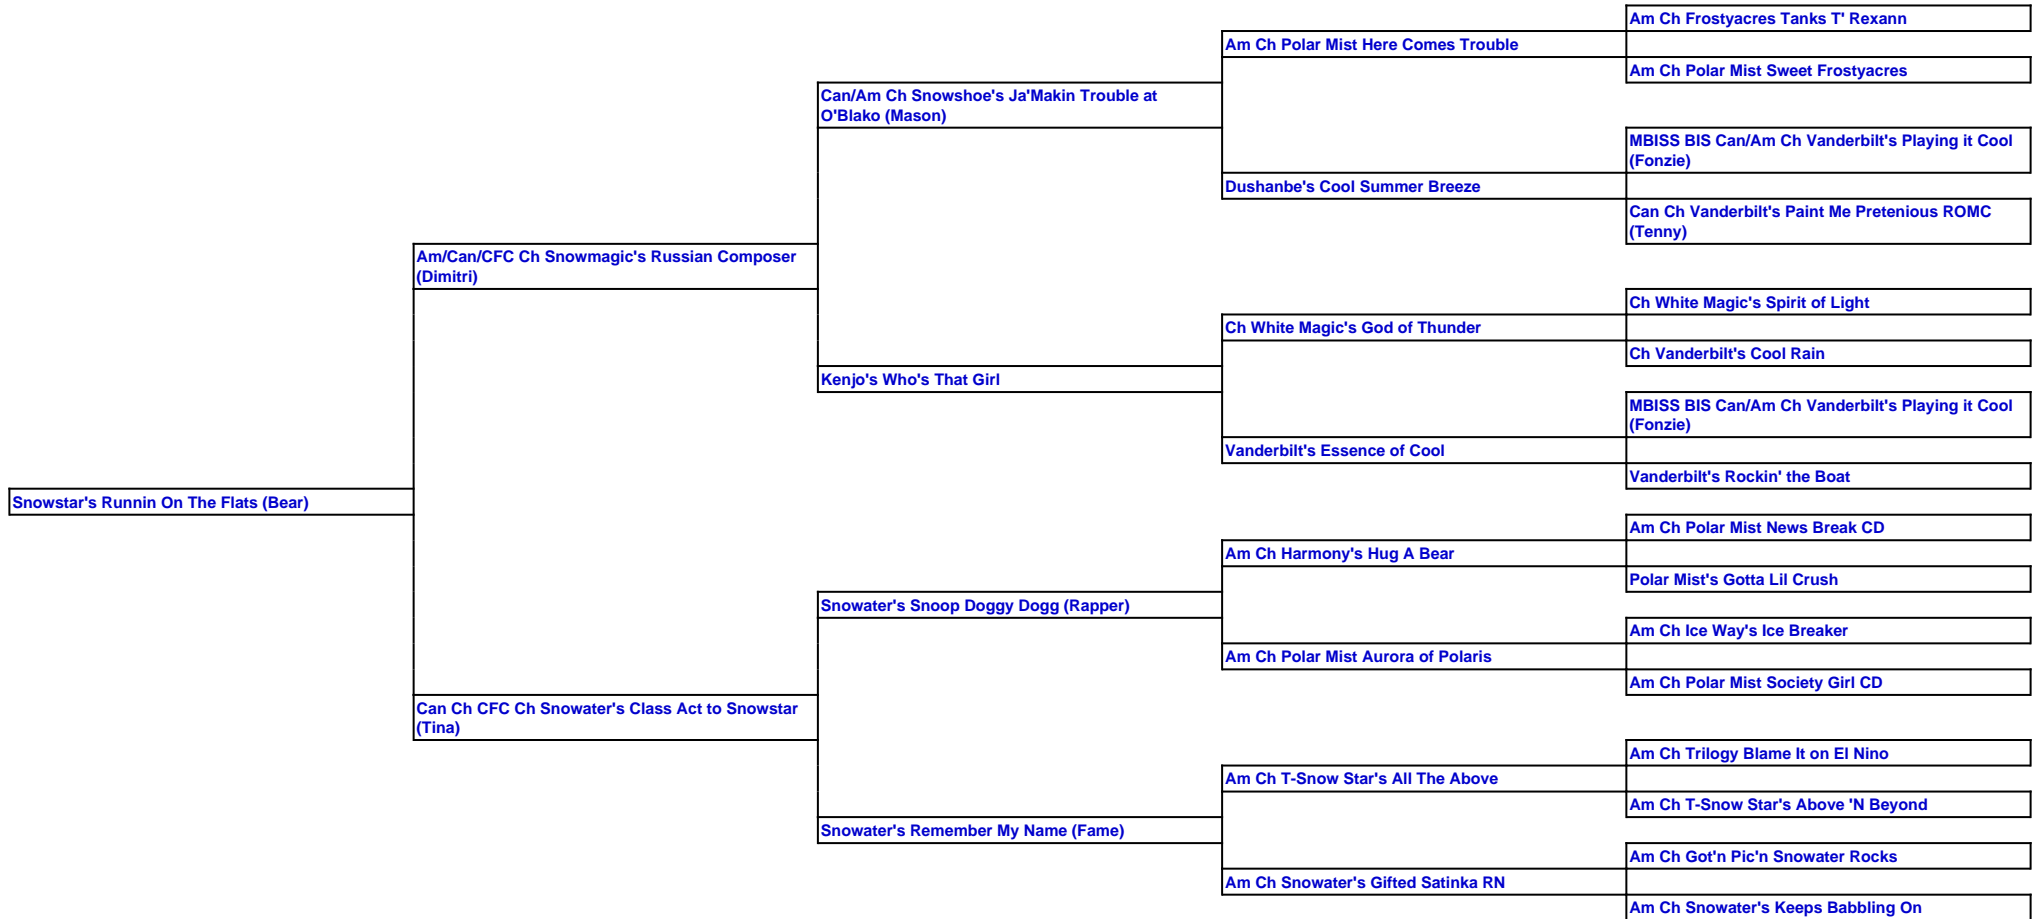 Am Ch Frostyacres Tanks T' Rexann
Am Ch Polar Mist Here Comes Trouble
Am Ch Polar Mist Sweet Frostyacres
Can/Am Ch Snowshoe's Ja'Makin Trouble at
O'Blako (Mason)
MBISS BIS Can/Am Ch Vanderbilt's Playing it Cool
(Fonzie)
Dushanbe's Cool Summer Breeze
Can Ch Vanderbilt's Paint Me Pretenious ROMC
(Tenny)
Am/Can/CFC Ch Snowmagic's Russian Composer
(Dimitri)
Ch White Magic's Spirit of Light
Ch White Magic's God of Thunder
Ch Vanderbilt's Cool Rain
Kenjo's Who's That Girl
MBISS BIS Can/Am Ch Vanderbilt's Playing it Cool
(Fonzie)
Vanderbilt's Essence of Cool
Vanderbilt's Rockin' the Boat
Snowstar's Runnin On The Flats (Bear)
Am Ch Polar Mist News Break CD
Am Ch Harmony's Hug A Bear
Polar Mist's Gotta Lil Crush
Snowater's Snoop Doggy Dogg (Rapper)
Am Ch Ice Way's Ice Breaker
Am Ch Polar Mist Aurora of Polaris
Am Ch Polar Mist Society Girl CD
Can Ch CFC Ch Snowater's Class Act to Snowstar
(Tina)
Am Ch Trilogy Blame It on El Nino
Am Ch T-Snow Star's All The Above
Am Ch T-Snow Star's Above 'N Beyond
Snowater's Remember My Name (Fame)
Am Ch Got'n Pic'n Snowater Rocks
Am Ch Snowater's Gifted Satinka RN
Am Ch Snowater's Keeps Babbling On